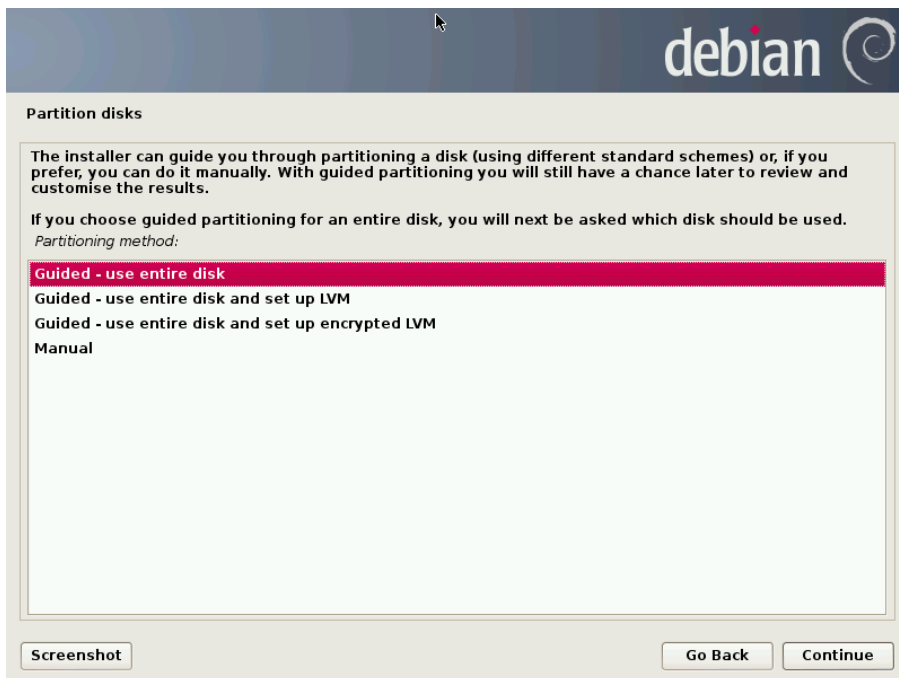 debian
Partition disks
The installer can guide you through partitioning a disk (using different standard schemes) or, if you
prefer, you can do it manually. With guided partitioning you will still have a chance later to review and
customise the results.
If you choose guided partitioning for an entire disk, you will next be asked which disk should be used.
Partitioning method:
Guided - use entire disk
Guided - use entire disk and set up LVM
Guided - use entire disk and set up encrypted LVM
Manual
Screenshot
Go Back
Continue